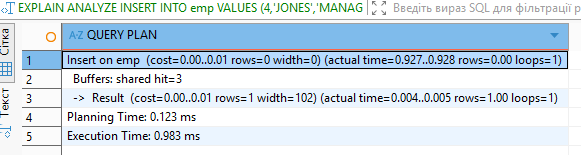 EXPLAIN ANALYZE INSERT INTO emp VALUES (4,'JONES','MANAG
Введіть вираз SQL для фільтрації р
Сітка
Текст
A-Z QUERY PLAN
1 Insert on emp (cost=0.00..0.01 rows=0 width=0) (actual time=0.927..0.928 rows=0.00 loops=1)
2 Buffers: shared hit=3
3 -> Result (cost=0.00..0.01 rows=1 width=102) (actual time=0.004..0.005 rows=1.00 loops=1)
4 Planning Time: 0.123 ms
5 Execution Time: 0.983 ms